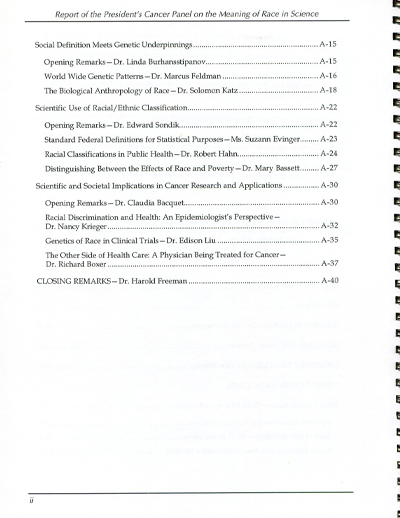 Report of the President's Cancer Panel on the Meaning of Race in Science
Social Definition Meets Genetic Underpinnings.......... A-15
Opening Remarks—Dr. Linda Burhansstipanov.......... A-15
World Wide Genetic Patterns—Dr. Marcus Feldman.......... A-16
The Biological Anthropology of Race—Dr. Solomon Katz.......... A-18
Scientific Use of Racial/Ethnic Classification.......... A-22
Opening Remarks—Dr. Edward Sondik.......... A-22
Standard Federal Definitions for Statistical Purposes—Ms. Suzann Evinger.......... A-23
Racial Classifications in Public Health—Dr. Robert Hahn.......... A-24
Distinguishing Between the Effects of Race and Poverty—Dr. Mary Bassett.......... A-27
Scientific and Societal Implications in Cancer Research and Applications.......... A-30
Opening Remarks—Dr. Claudia Bacquet.......... A-30
Racial Discrimination and Health: An Epidemiologist's Perspective—
Dr. Nancy Krieger.......... A-32
Genetics of Race in Clinical Trials—Dr. Edison Liu.......... A-35
The Other Side of Health Care: A Physician Being Treated for Cancer—
Dr. Richard Boxer.......... A-37
CLOSING REMARKS—Dr. Harold Freeman.......... A-40
ii